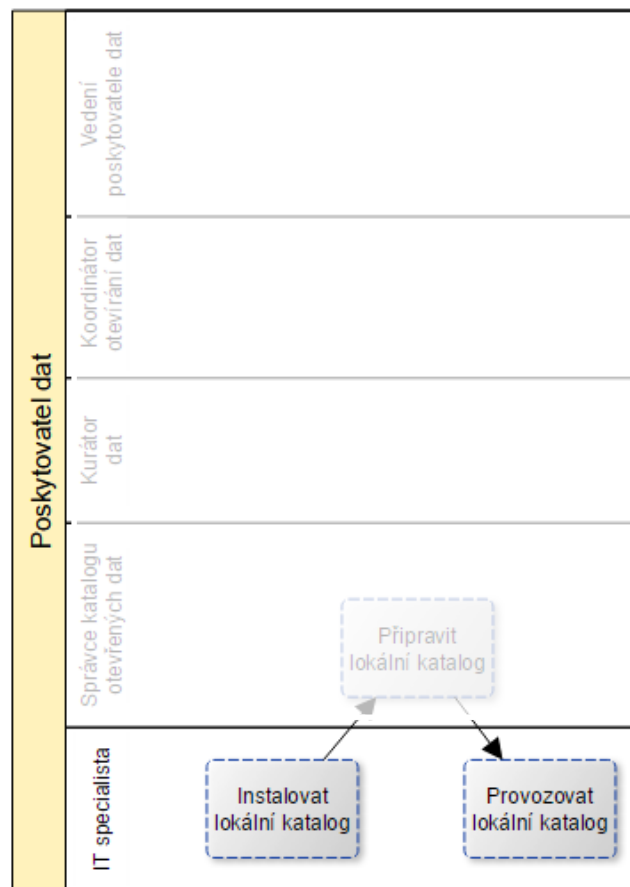 Poskytovatel dat
Vedení
poskytovatele dat
Koordinátor
otevírání dat
Kurátor
dat
Správce katalogu
otevřených dat
Připravit
lokální katalog
IT specialista
Instalovat
lokální katalog
Provozovat
lokální katalog